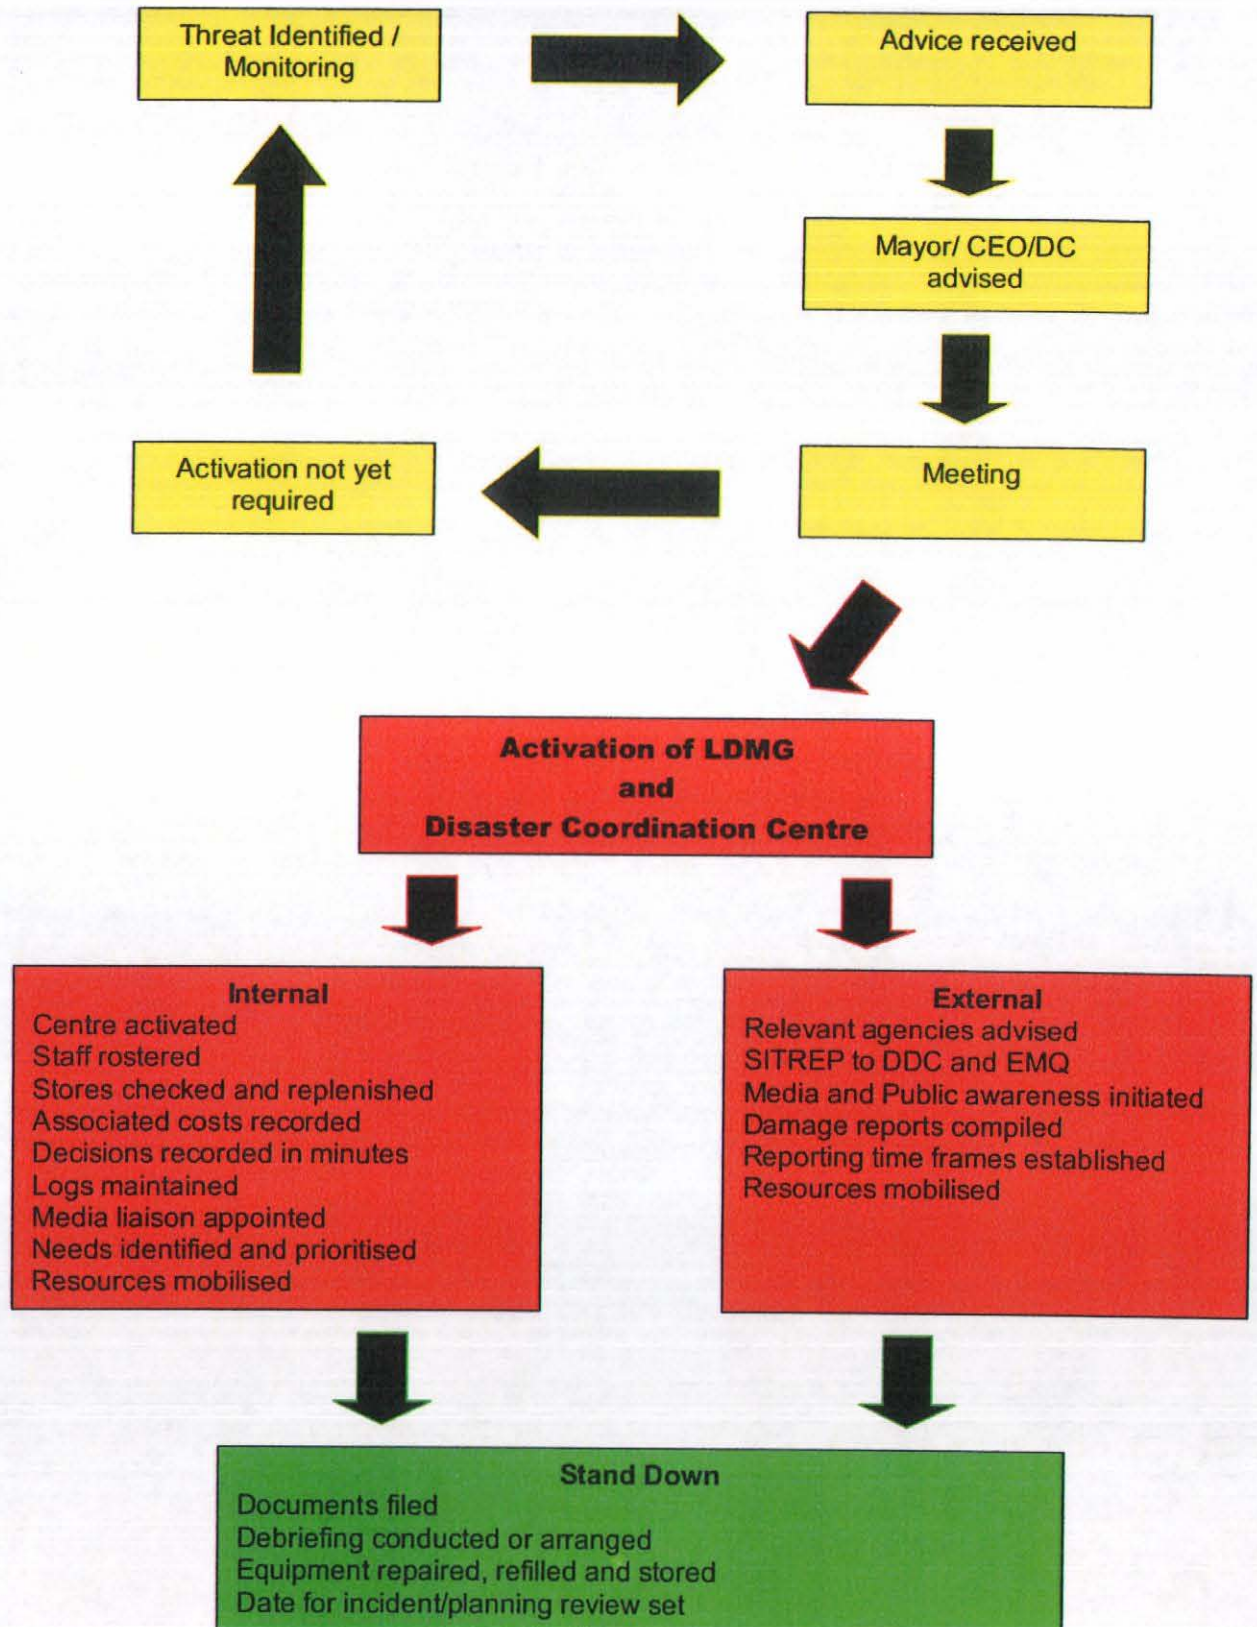 Threat Identified /
Monitoring
Advice received
Mayor/ CEO/DC
advised
Meeting
Activation not yet
required
Activation of LDMG
and
Disaster Coordination Centre
Internal
Centre activated
Staff rostered
Stores checked and replenished
Associated costs recorded
Decisions recorded in minutes
Logs maintained
Media liaison appointed
Needs identified and prioritised
Resources mobilised
External
Relevant agencies advised
SITREP to DDC and EMQ
Media and Public awareness initiated
Damage reports compiled
Reporting time frames established
Resources mobilised
Stand Down
Documents filed
Debriefing conducted or arranged
Equipment repaired, refilled and stored
Date for incident/planning review set